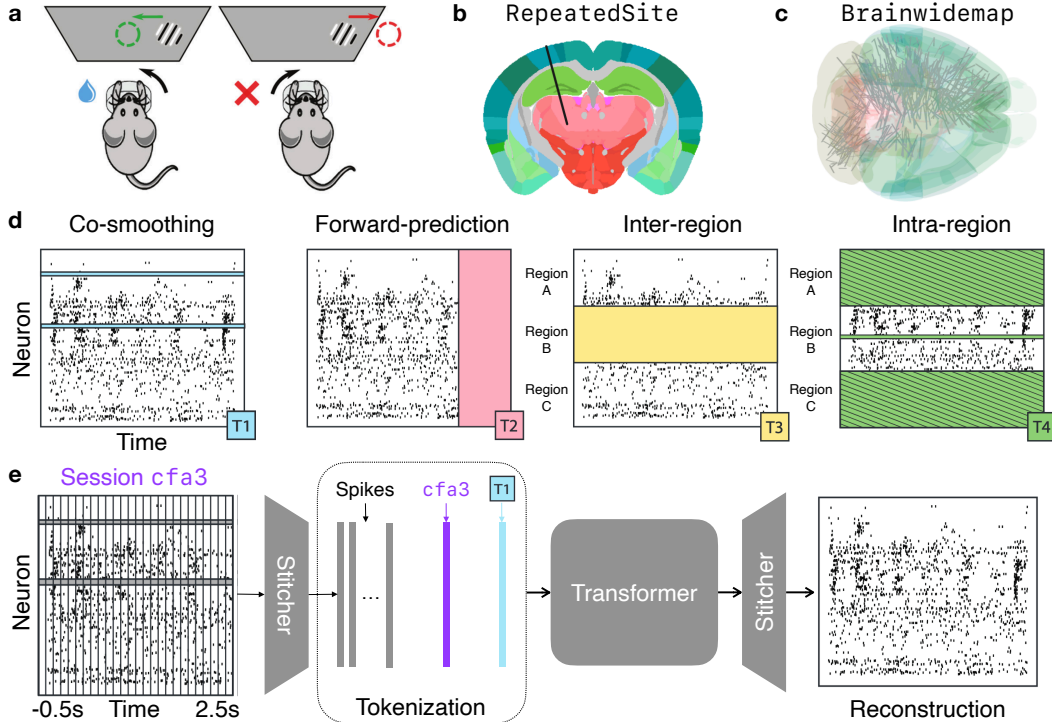 a
b
RepeatedSite
c
Brainwidemap
d
Co-smoothing
Forward-prediction
Inter-region
Intra-region
Neuron
Time
T1
T2
Region
A
Region
B
Region
C
T3
Region
A
Region
B
Region
C
T4
e
Session cfa3
Neuron
-0.5s
Time
2.5s
Stitcher
Spikes
cfa3
T1
...
Tokenization
Transformer
Stitcher
Reconstruction